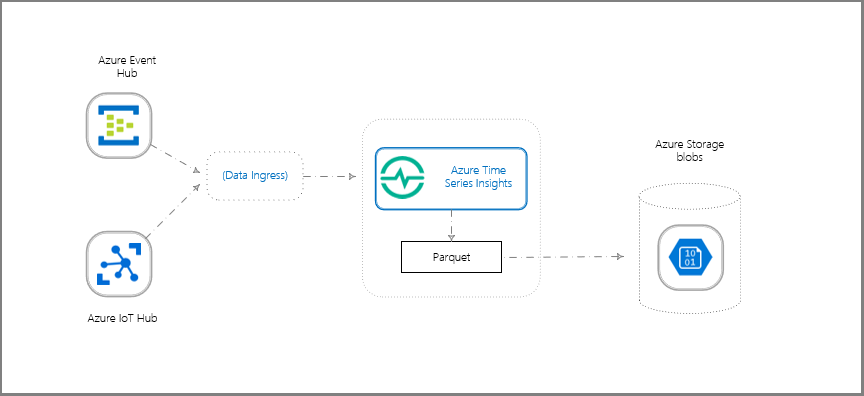 Azure Event
Hub
(Data Ingress)
Azure Time
Series Insights
Parquet
Azure IoT Hub
Azure Storage
blobs
10
01